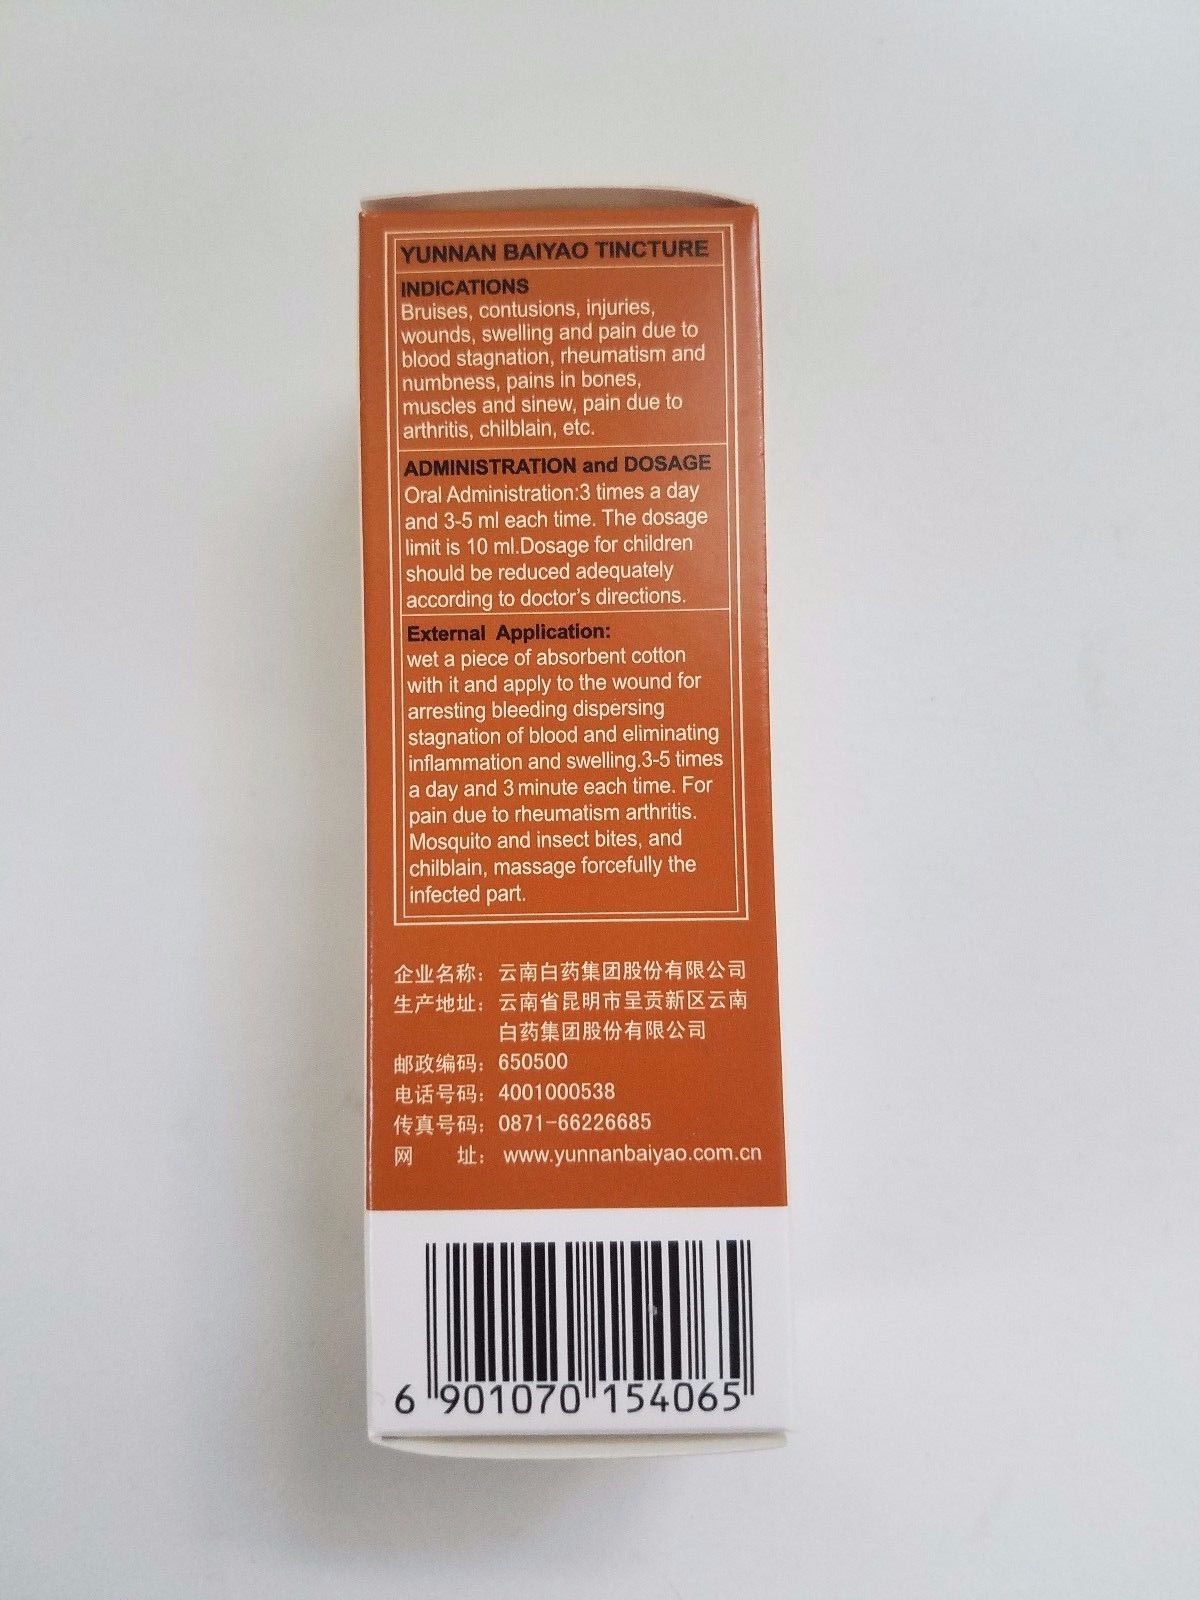 YUNNAN BAIYAO TINCTURE
INDICATIONS
Bruises, contusions, injuries,
wounds, swelling and pain due to
blood stagnation, rheumatism and
numbness, pains in bones,
muscles and sinew, pain due to
arthritis, chilblain, etc.
ADMINISTRATION and DOSAGE
Oral Administration:3 times a day
and 3-5 ml each time. The dosage
limit is 10 ml.Dosage for children
should be reduced adequately
according to doctor's directions.
External Application:
wet a piece of absorbent cotton
with it and apply to the wound for
arresting bleeding dispersing
stagnation of blood and eliminating
inflammation and swelling.3-5 times
a day and 3 minute each time. For
pain due to rheumatism arthritis.
Mosquito and insect bites, and
chilblain, massage forcefully the
infected part.
企业名称：云南白药集团股份有限公司
生产地址：云南省昆明市呈贡新区云南
白药集团股份有限公司
邮政编码：650500
电话号码：4001000538
传真号码：0871-66226685
网 址：www.yunnanbaiyao.com.cn
6 901070 154065